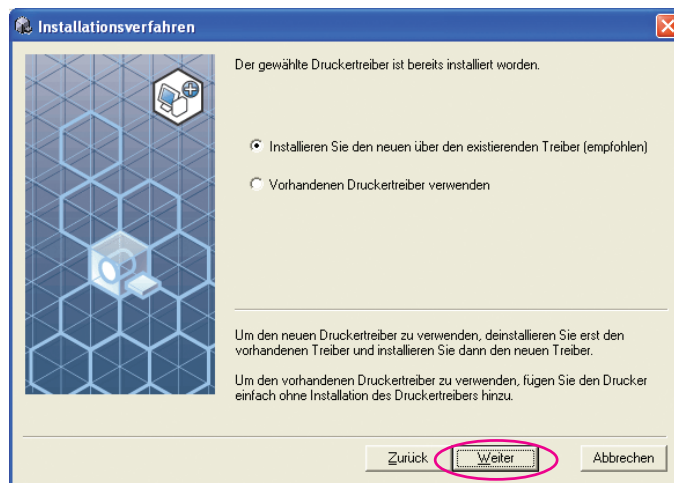 Installationsverfahren
Der gewählte Druckertreiber ist bereits installiert worden.
Installieren Sie den neuen über den existierenden Treiber (empfohlen)
Vorhandenen Druckertreiber verwenden
Um den neuen Druckertreiber zu verwenden, deinstallieren Sie erst den
vorhandenen Treiber und installieren Sie dann den neuen Treiber.
Um den vorhandenen Druckertreiber zu verwenden, fügen Sie den Drucker
einfach ohne Installation des Druckertreibers hinzu.
Zurück
Weiter
Abbrechen